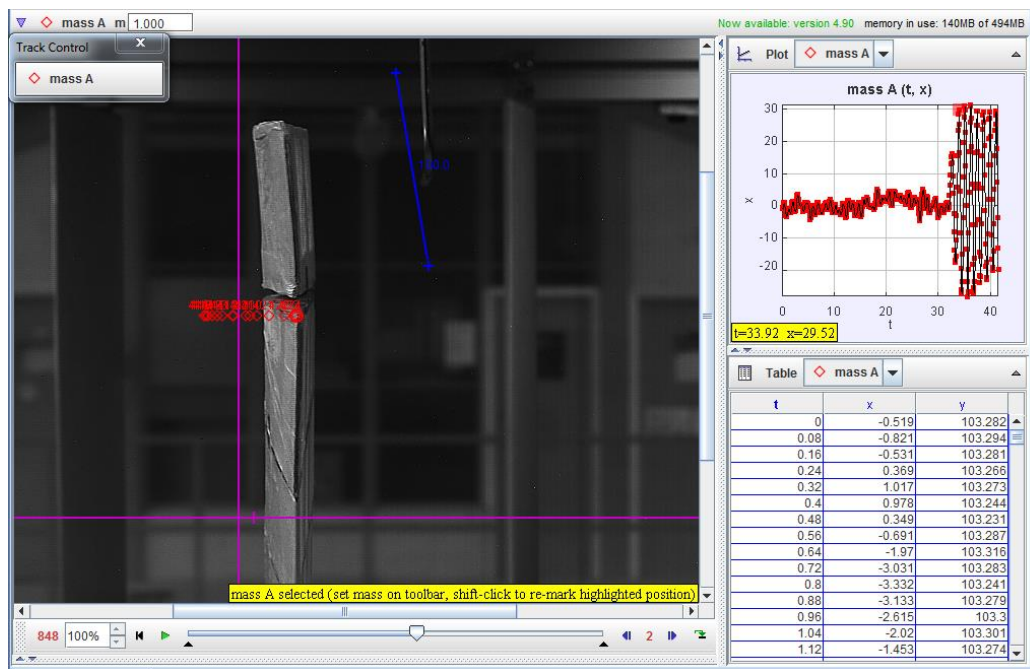 mass A m 1.000
Now available: version 4.90 memory in use: 140MB of 494MB
Track Control X
mass A
100.0
mass A selected (set mass on toolbar, shift-click to re-mark highlighted position)
848 100% 2
Plot mass A
mass A (t, x)
30
20
10
0
-10
-20
x
0 10 20 30 40
t
t=33.92 x=29.52
Table mass A
t x y
0 -0.519 103.282
0.08 -0.821 103.294
0.16 -0.531 103.281
0.24 0.369 103.266
0.32 1.017 103.273
0.4 0.978 103.244
0.48 0.349 103.231
0.56 -0.691 103.287
0.64 -1.97 103.316
0.72 -3.031 103.283
0.8 -3.332 103.241
0.88 -3.133 103.279
0.96 -2.615 103.3
1.04 -2.02 103.301
1.12 -1.453 103.274